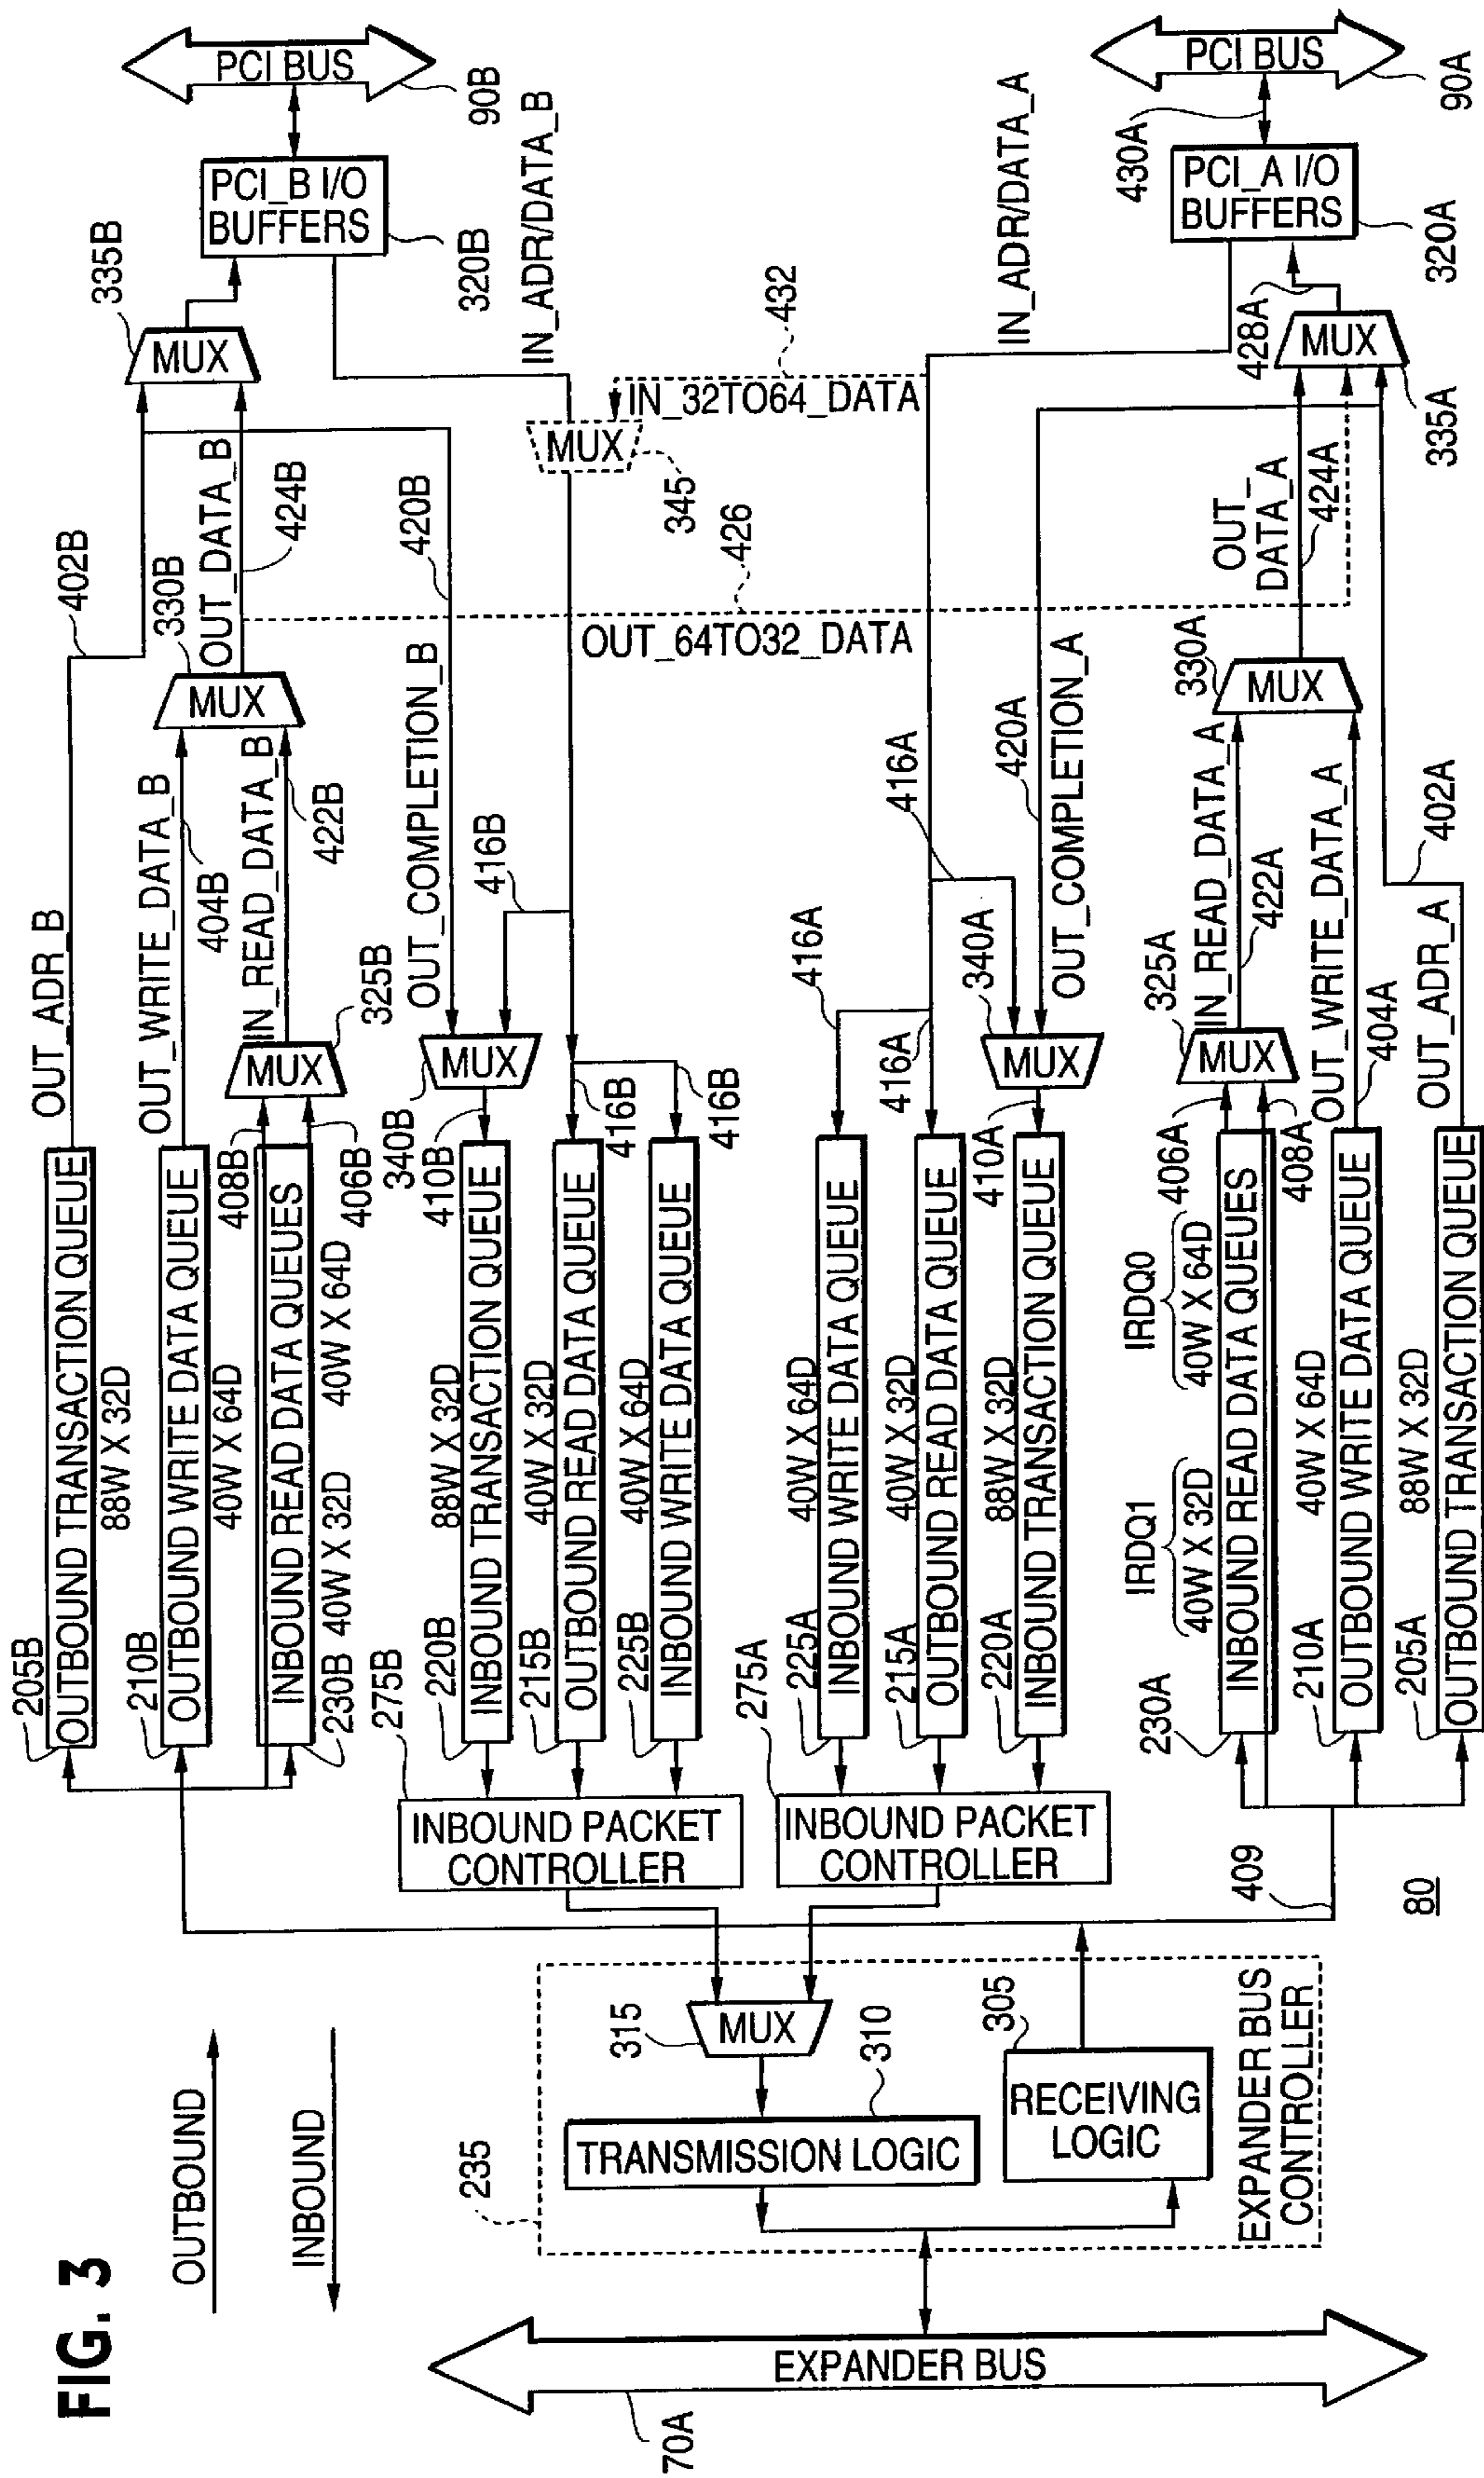 FIG. 3
OUTBOUND
INBOUND
70A
EXPANDER BUS
235
EXPANDER BUS
CONTROLLER
TRANSMISSION LOGIC
310
315
MUX
RECEIVING
LOGIC
305
80
409
205B
OUTBOUND TRANSACTION QUEUE
88W X 32D
OUT_ADR_B
402B
210B
OUTBOUND WRITE DATA QUEUE
40W X 64D
OUT_WRITE_DATA_B
404B
230B
INBOUND READ DATA QUEUES
40W X 32D
40W X 64D
408B
406B
MUX
325B
IN_READ_DATA_B
422B
MUX
330B
OUT_DATA_B
424B
MUX
335B
PCI_B I/O
BUFFERS
320B
PCI BUS
90B
IN_ADR/DATA_B
275B
INBOUND PACKET
CONTROLLER
220B
INBOUND TRANSACTION QUEUE
88W X 32D
410B
340B
MUX
OUT_COMPLETION_B
420B
215B
OUTBOUND READ DATA QUEUE
40W X 32D
416B
416B
225B
INBOUND WRITE DATA QUEUE
40W X 64D
416B
MUX
345
IN_32TO64_DATA
432
426
OUT_64TO32_DATA
275A
INBOUND PACKET
CONTROLLER
225A
INBOUND WRITE DATA QUEUE
40W X 64D
416A
215A
OUTBOUND READ DATA QUEUE
40W X 32D
416A
416A
220A
INBOUND TRANSACTION QUEUE
88W X 32D
410A
340A
MUX
OUT_COMPLETION_A
420A
IN_ADR/DATA_A
230A
INBOUND READ DATA QUEUES
IRDQ1
40W X 32D
IRDQ0
40W X 64D
406A
408A
MUX
325A
IN_READ_DATA_A
422A
210A
OUTBOUND WRITE DATA QUEUE
40W X 64D
OUT_WRITE_DATA_A
404A
MUX
330A
OUT_
DATA_A
424A
205A
OUTBOUND TRANSACTION QUEUE
88W X 32D
OUT_ADR_A
402A
MUX
335A
428A
PCI_A I/O
BUFFERS
320A
430A
PCI BUS
90A